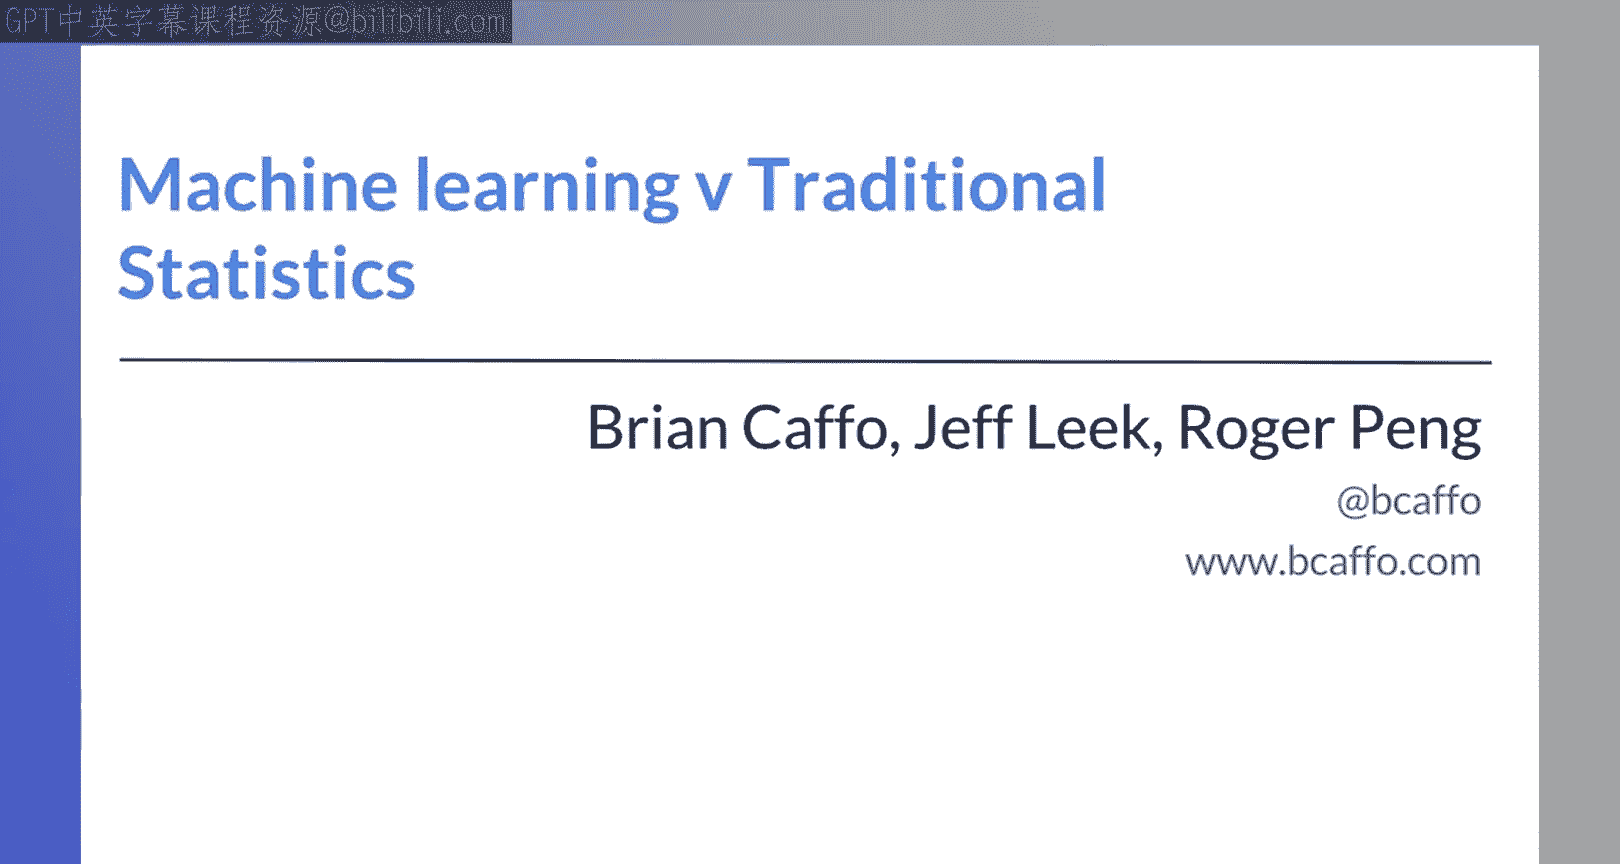 GPT中英字幕课程资源@bilibili.com
Machine learning v Traditional
Statistics
Brian Caffo, Jeff Leek, Roger Peng
@bcaffo
www.bcaffo.com